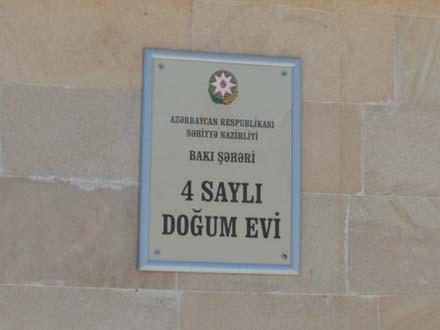 AZƏRBAYCAN RESPUBLİKASI
SƏHİYYƏ NAZİRLİYİ
BAKI ŞƏHƏRİ
4 SAYLI
DOĞUM EVİ